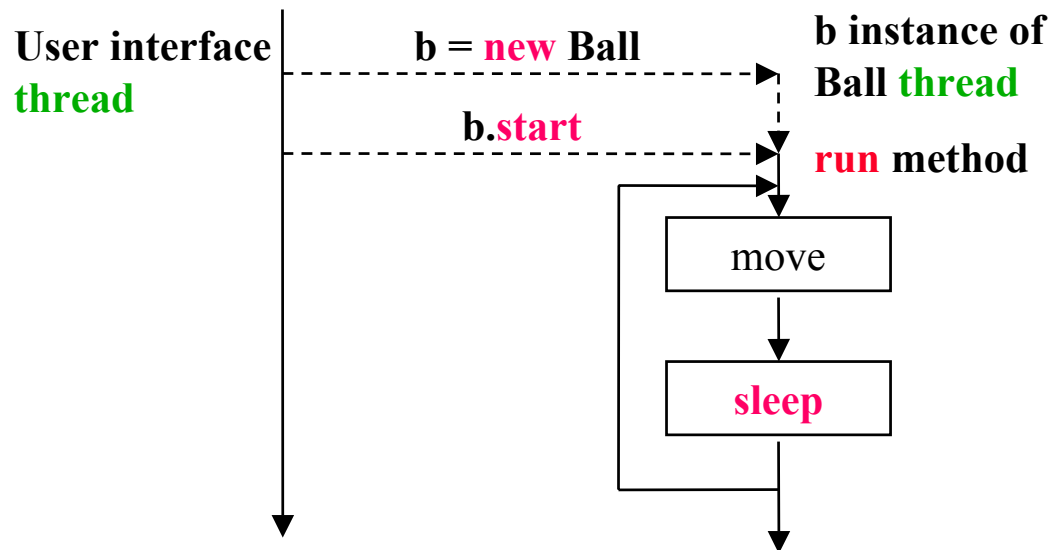 User interface
thread
b = new Ball
b instance of
Ball thread
b.start
run method
move
sleep